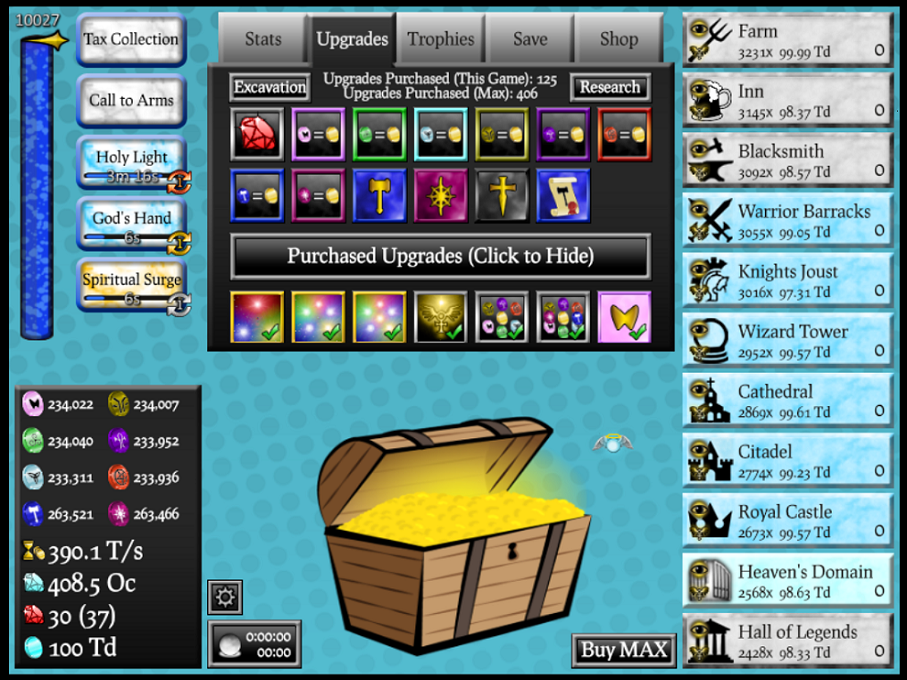 10027
Tax Collection
Call to Arms
Holy Light
3m 16s
God's Hand
6s
Spiritual Surge
6s
Stats
Upgrades
Trophies
Save
Shop
Excavation
Upgrades Purchased (This Game): 125
Upgrades Purchased (Max): 406
Research
Purchased Upgrades (Click to Hide)
234,022
234,007
234,040
233,952
233,311
233,936
263,521
263,466
390.1 T/s
408.5 Oc
30 (37)
100 Td
0:00:00
00:00
Buy MAX
Farm
3231x 99.99 Td
0
Inn
3145x 98.37 Td
0
Blacksmith
3092x 98.57 Td
0
Warrior Barracks
3055x 99.05 Td
0
Knights Joust
3016x 97.31 Td
0
Wizard Tower
2952x 99.57 Td
0
Cathedral
2869x 99.61 Td
0
Citadel
2774x 99.23 Td
0
Royal Castle
2673x 99.57 Td
0
Heaven's Domain
2568x 98.63 Td
0
Hall of Legends
2428x 98.33 Td
0